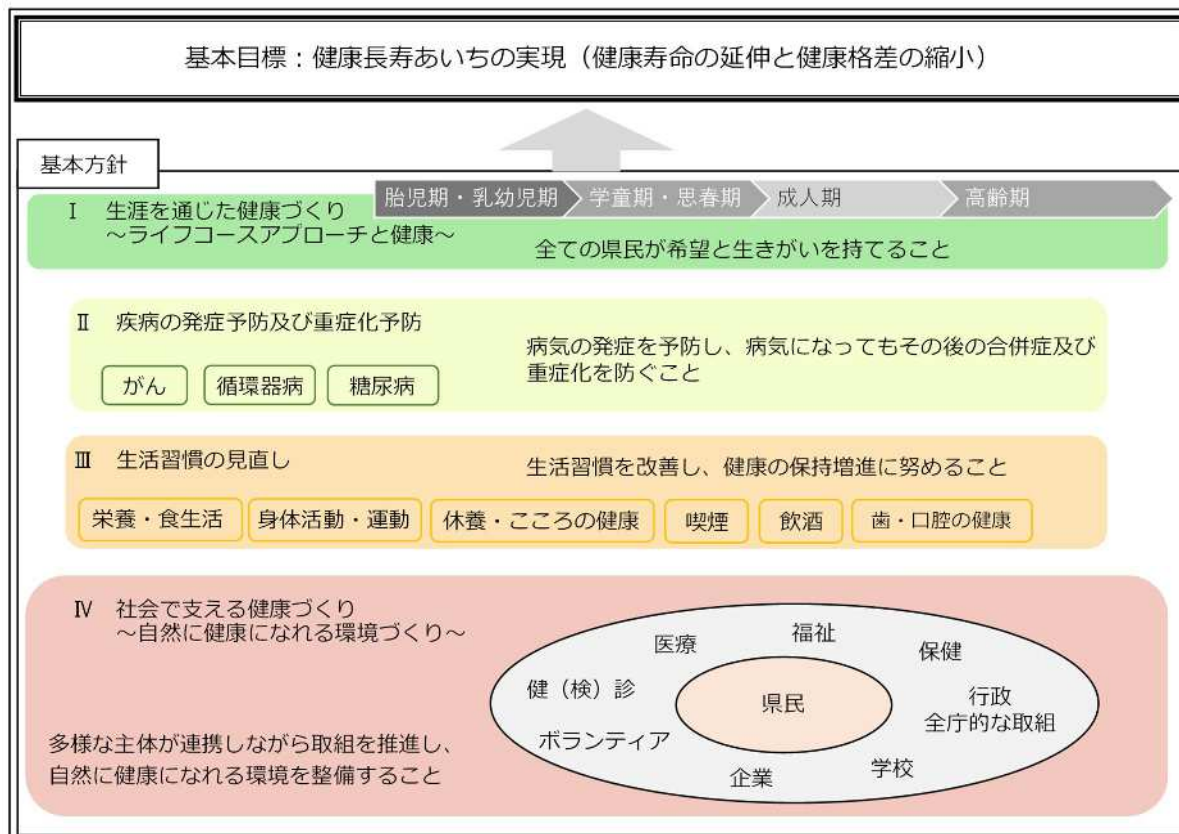 基本目標：健康長寿あいちの実現（健康寿命の延伸と健康格差の縮小）
基本方針
胎児期・乳幼児期
学童期・思春期
成人期
高齢期
Ⅰ　生涯を通じた健康づくり
～ライフコースアプローチと健康～
全ての県民が希望と生きがいを持てること
Ⅱ　疾病の発症予防及び重症化予防
病気の発症を予防し、病気になってもその後の合併症及び
重症化を防ぐこと
がん
循環器病
糖尿病
Ⅲ　生活習慣の見直し
生活習慣を改善し、健康の保持増進に努めること
栄養・食生活
身体活動・運動
休養・こころの健康
喫煙
飲酒
歯・口腔の健康
Ⅳ　社会で支える健康づくり
～自然に健康になれる環境づくり～
多様な主体が連携しながら取組を推進し、
自然に健康になれる環境を整備すること
医療
福祉
保健
健（検）診
県民
行政
全庁的な取組
ボランティア
企業
学校